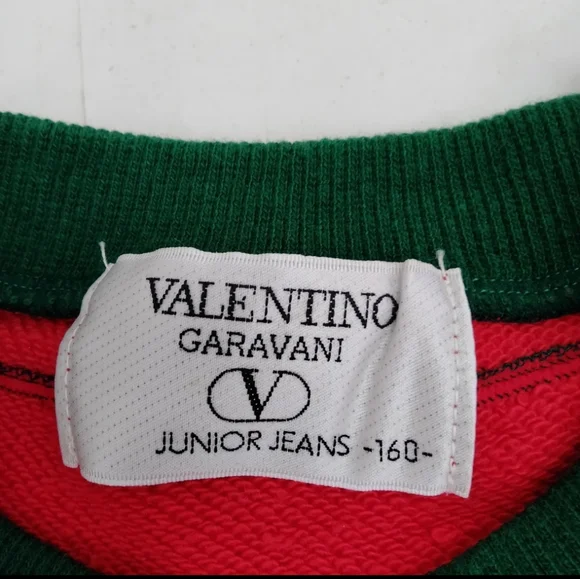 VALENTINO
GARAVANI
V
JUNIOR JEANS -160-